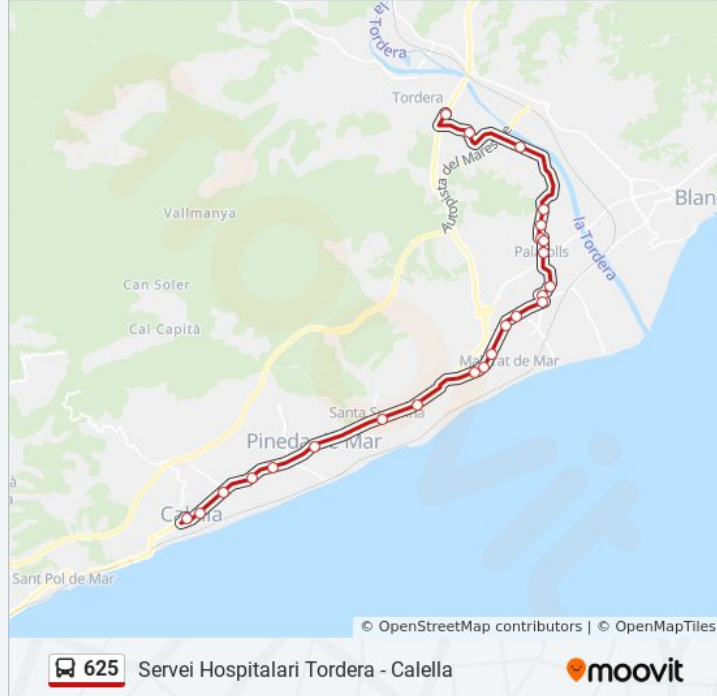 la
Tordera
Tordera
Autopista del Maresme
Blan
Vallmanya
la Tordera
Palafolls
Can Soler
Cal Capità
Malgrat de Mar
Santa Susanna
Pineda de Mar
à
a
Calella
Sant Pol de Mar
© OpenStreetMap contributors | © OpenMapTiles
625 Servei Hospitalari Tordera - Calella
moovit